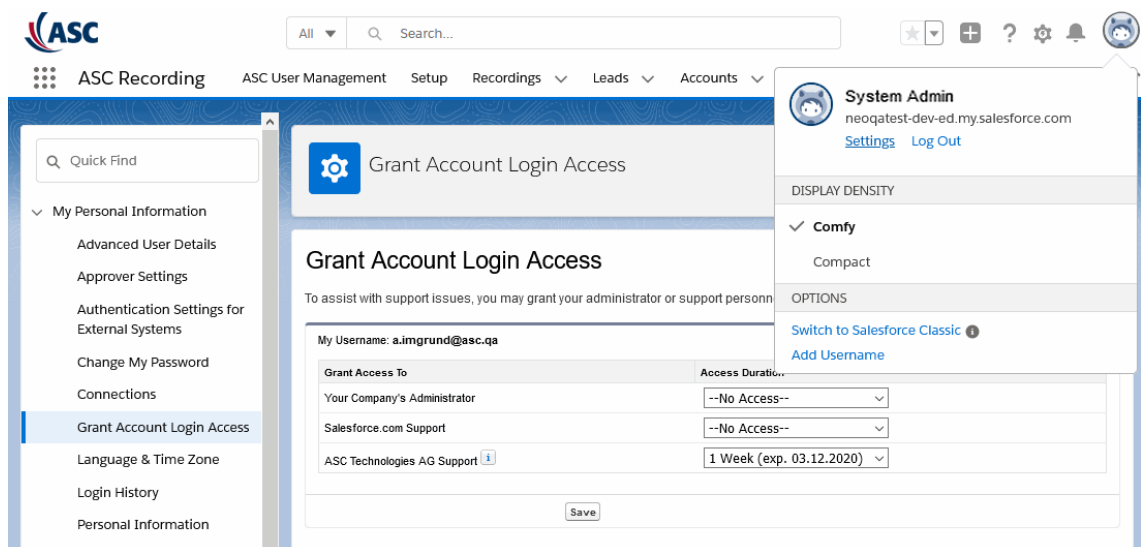 ASC
All
Search...
ASC Recording
ASC User Management
Setup
Recordings
Leads
Accounts
System Admin
neoqatest-dev-ed.my.salesforce.com
Settings
Log Out
DISPLAY DENSITY
Comfy
Compact
OPTIONS
Switch to Salesforce Classic
Add Username
Quick Find
My Personal Information
Advanced User Details
Approver Settings
Authentication Settings for
External Systems
Change My Password
Connections
Grant Account Login Access
Language & Time Zone
Login History
Personal Information
Grant Account Login Access
Grant Account Login Access
To assist with support issues, you may grant your administrator or support
My Username: a.imgrund@asc.qa
Grant Access To
Access Duration
Your Company's Administrator
--No Access--
Salesforce.com Support
--No Access--
ASC Technologies AG Support
1 Week (exp. 03.12.2020)
Save